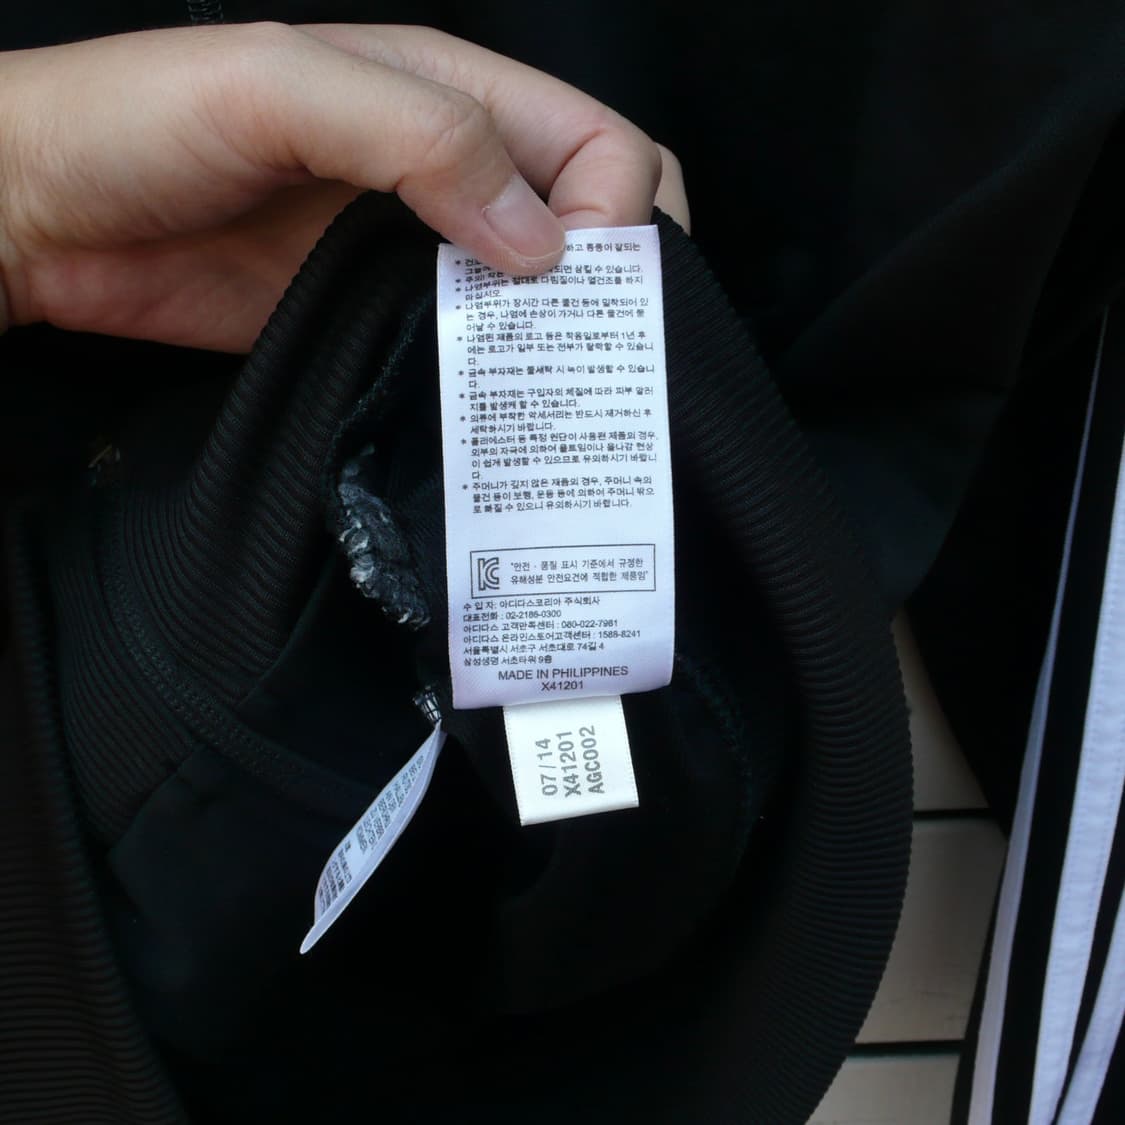 하고 통풍이 잘되는
되면 삼킬 수 있습니다.
* 나염부위는 절대로 다림질이나 열건조를 하지
마십시오.
* 나염부위가 장시간 다른 물건 등에 밀착되어 있
는 경우, 나염에 손상이 가거나 다른 물건에 묻
어날 수 있습니다.
* 나염된 제품의 로고 등은 착용일로부터 1년 후
에는 로고가 일부 또는 전부가 탈락할 수 있습니
다.
* 금속 부자재는 물세탁 시 녹이 발생할 수 있습니
다.
* 금속 부자재는 구입자의 체질에 따라 피부 알러
지를 발생케 할 수 있습니다.
* 의류에 부착한 악세서리는 반드시 제거하신 후
세탁하시기 바랍니다.
* 폴리에스터 등 특정 원단이 사용된 제품의 경우,
외부의 자극에 의하여 올트임이나 올나감 현상
이 쉽게 발생할 수 있으므로 유의하시기 바랍니
다.
* 주머니가 깊지 않은 제품의 경우, 주머니 속의
물건 등이 보행, 운동 등에 의하여 주머니 밖으
로 빠질 수 있으니 유의하시기 바랍니다.
"안전·품질 표시 기준에서 규정한
유해성분 안전요건에 적합한 제품임"
수 입 자: 아디다스코리아 주식회사
대표전화 : 02-2186-0300
아디다스 고객만족센터 : 080-022-7981
아디다스 온라인스토어고객센터 : 1588-8241
서울특별시 서초구 서초대로 74길 4
삼성생명 서초타워 9층
MADE IN PHILIPPINES
X41201
07/14
X41201
AGC002